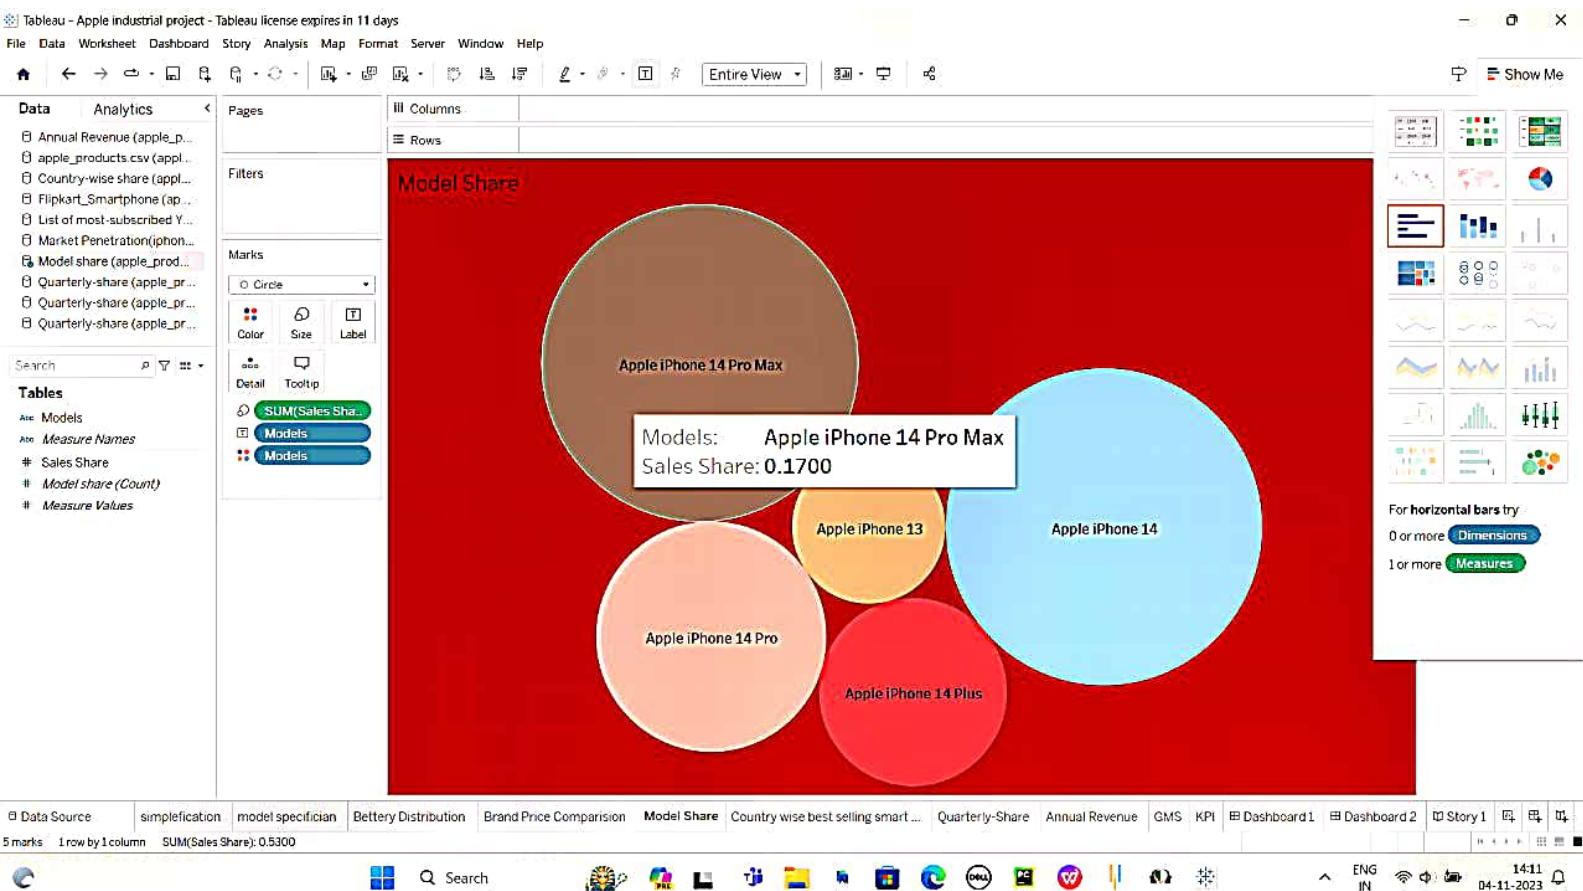 Tableau - Apple industrial project - Tableau license expires in 11 days
File Data Worksheet Dashboard Story Analysis Map Format Server Window Help
Entire View
Show Me
Data Analytics
Annual Revenue (apple_p...
apple_products.csv (appl...
Country-wise share (appl...
Flipkart_Smartphone (ap...
List of most-subscribed Y...
Market Penetration(iphon...
Model share (apple_prod...
Quarterly-share (apple_pr...
Quarterly-share (apple_pr...
Quarterly-share (apple_pr...
Search
Tables
Abc Models
Abc Measure Names
# Sales Share
# Model share (Count)
# Measure Values
Pages
Filters
Marks
Circle
Color Size Label
Detail Tooltip
SUM(Sales Sha..
Models
Models
Columns
Rows
Model Share
Apple iPhone 14 Pro Max
Models: Apple iPhone 14 Pro Max
Sales Share: 0.1700
Apple iPhone 13
Apple iPhone 14
Apple iPhone 14 Pro
Apple iPhone 14 Plus
For horizontal bars try
0 or more Dimensions
1 or more Measures
Data Source simplefication model specifician Bettery Distribution Brand Price Comparison Model Share Country wise best selling smart ... Quarterly-Share Annual Revenue GMS KPI Dashboard 1 Dashboard 2 Story 1
5 marks 1 row by 1 column SUM(Sales Share): 0.5300
Search
ENG
IN
14:11
04-11-2023